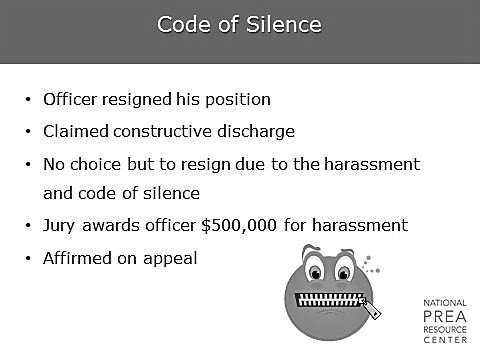 Code of Silence
• Officer resigned his position
• Claimed constructive discharge
• No choice but to resign due to the harassment
and code of silence
• Jury awards officer $500,000 for harassment
• Affirmed on appeal
NATIONAL
PREA
RESOURCE
CENTER